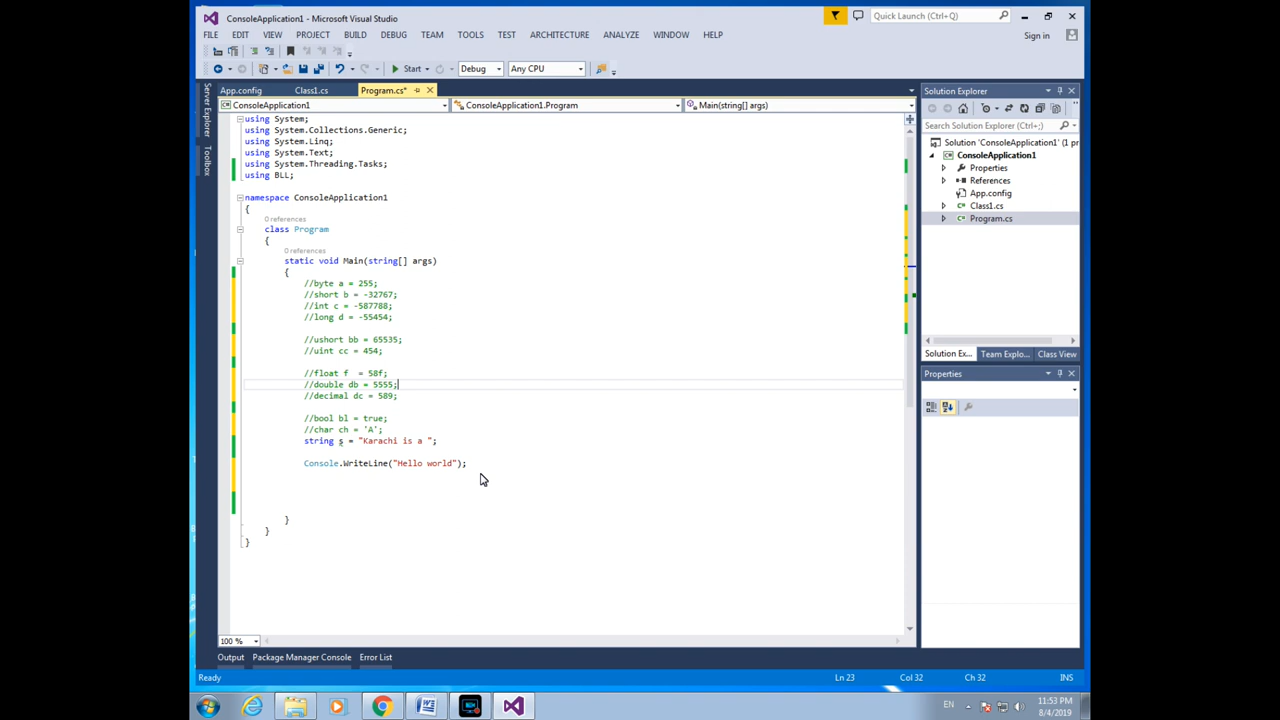 ConsoleApplication1 - Microsoft Visual Studio
Quick Launch (Ctrl+Q)
FILE EDIT VIEW PROJECT BUILD DEBUG TEAM TOOLS TEST ARCHITECTURE ANALYZE WINDOW HELP
Sign in
Start Debug Any CPU
App.config Class1.cs Program.cs*
ConsoleApplication1 ConsoleApplication1.Program Main(string[] args)
Server Explorer
Toolbox
using System;
using System.Collections.Generic;
using System.Linq;
using System.Text;
using System.Threading.Tasks;
using BLL;
namespace ConsoleApplication1
{
0 references
class Program
{
0 references
static void Main(string[] args)
{
//byte a = 255;
//short b = -32767;
//int c = -587788;
//long d = -55454;
//ushort bb = 65535;
//uint cc = 454;
//float f  = 58f;
//double db = 5555;
//decimal dc = 589;
//bool bl = true;
//char ch = 'A';
string s = "Karachi is a ";
Console.WriteLine("Hello world");
}
}
}
100 %
Solution Explorer
Search Solution Explorer (Ctrl+;)
Solution 'ConsoleApplication1' (1 pr
ConsoleApplication1
Properties
References
App.config
Class1.cs
Program.cs
Solution Ex... Team Explo... Class View
Properties
Output Package Manager Console Error List
Ready Ln 23 Col 32 Ch 32 INS
EN
11:53 PM
8/4/2019